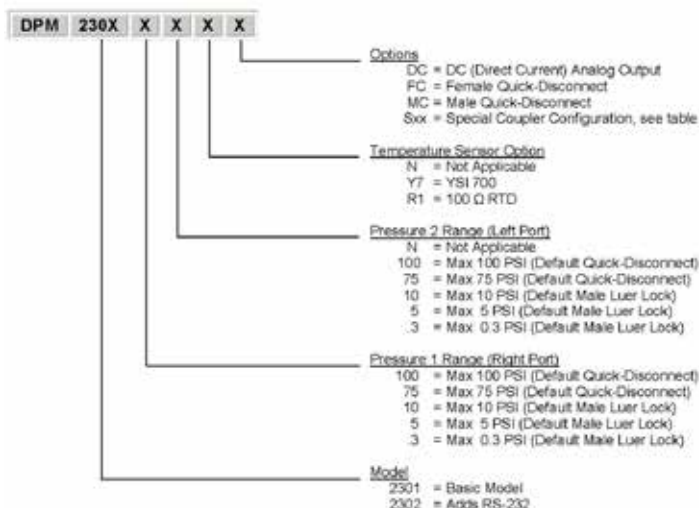 DPM 230X X X X X
Options
DC = DC (Direct Current) Analog Output
FC = Female Quick-Disconnect
MC = Male Quick-Disconnect
Sxx = Special Coupler Configuration, see table
Temperature Sensor Option
N = Not Applicable
Y7 = YSI 700
R1 = 100 Ω RTD
Pressure 2 Range (Left Port)
N = Not Applicable
100 = Max 100 PSI (Default Quick-Disconnect)
75 = Max 75 PSI (Default Quick-Disconnect)
10 = Max 10 PSI (Default Male Luer Lock)
5 = Max 5 PSI (Default Male Luer Lock)
.3 = Max 0.3 PSI (Default Male Luer Lock)
Pressure 1 Range (Right Port)
100 = Max 100 PSI (Default Quick-Disconnect)
75 = Max 75 PSI (Default Quick-Disconnect)
10 = Max 10 PSI (Default Male Luer Lock)
5 = Max 5 PSI (Default Male Luer Lock)
.3 = Max 0.3 PSI (Default Male Luer Lock)
Model
2301 = Basic Model
2302 = Adds RS-232